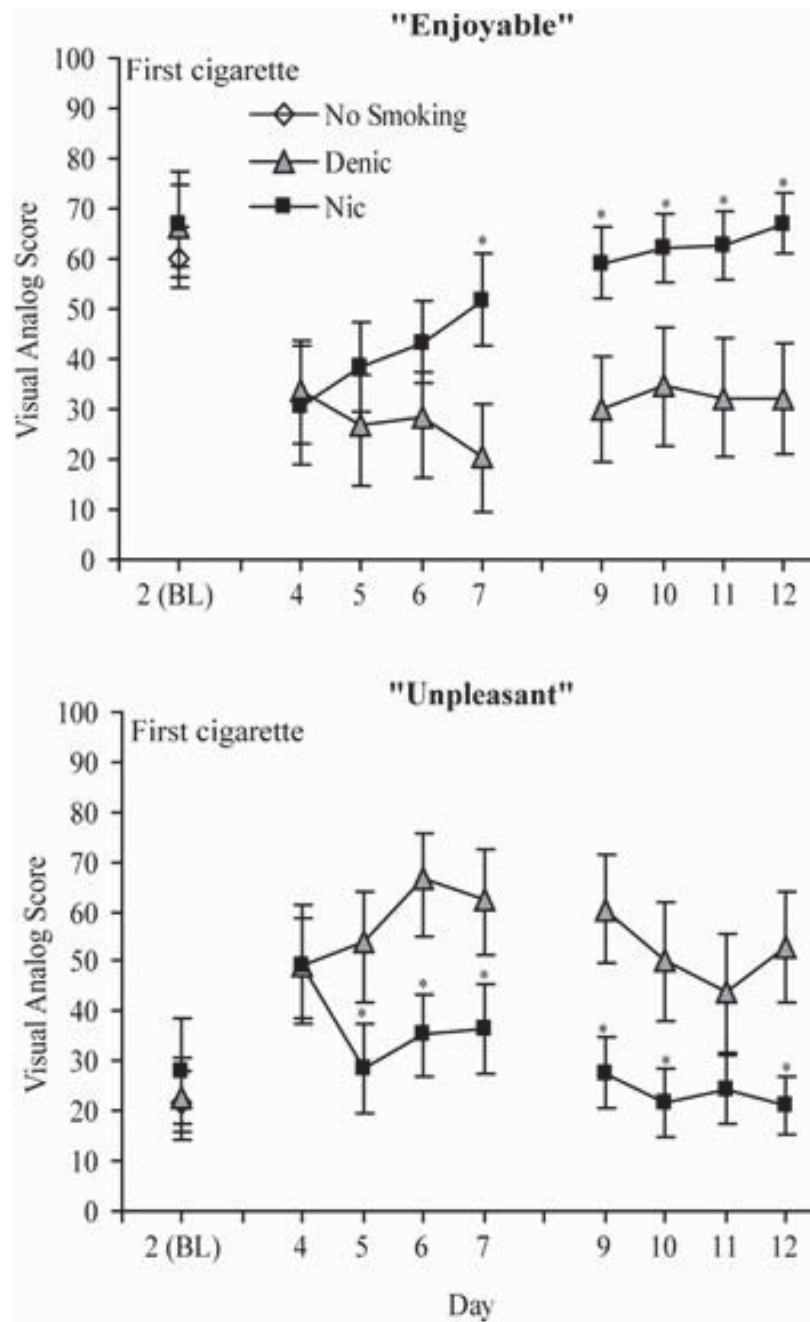 "Enjoyable"
First cigarette
No Smoking
Denic
Nic
Visual Analog Score
100
90
80
70
60
50
40
30
20
10
0
* * * * *
2 (BL) 4 5 6 7 9 10 11 12
"Unpleasant"
First cigarette
Visual Analog Score
100
90
80
70
60
50
40
30
20
10
0
* * * * * *
2 (BL) 4 5 6 7 9 10 11 12
Day